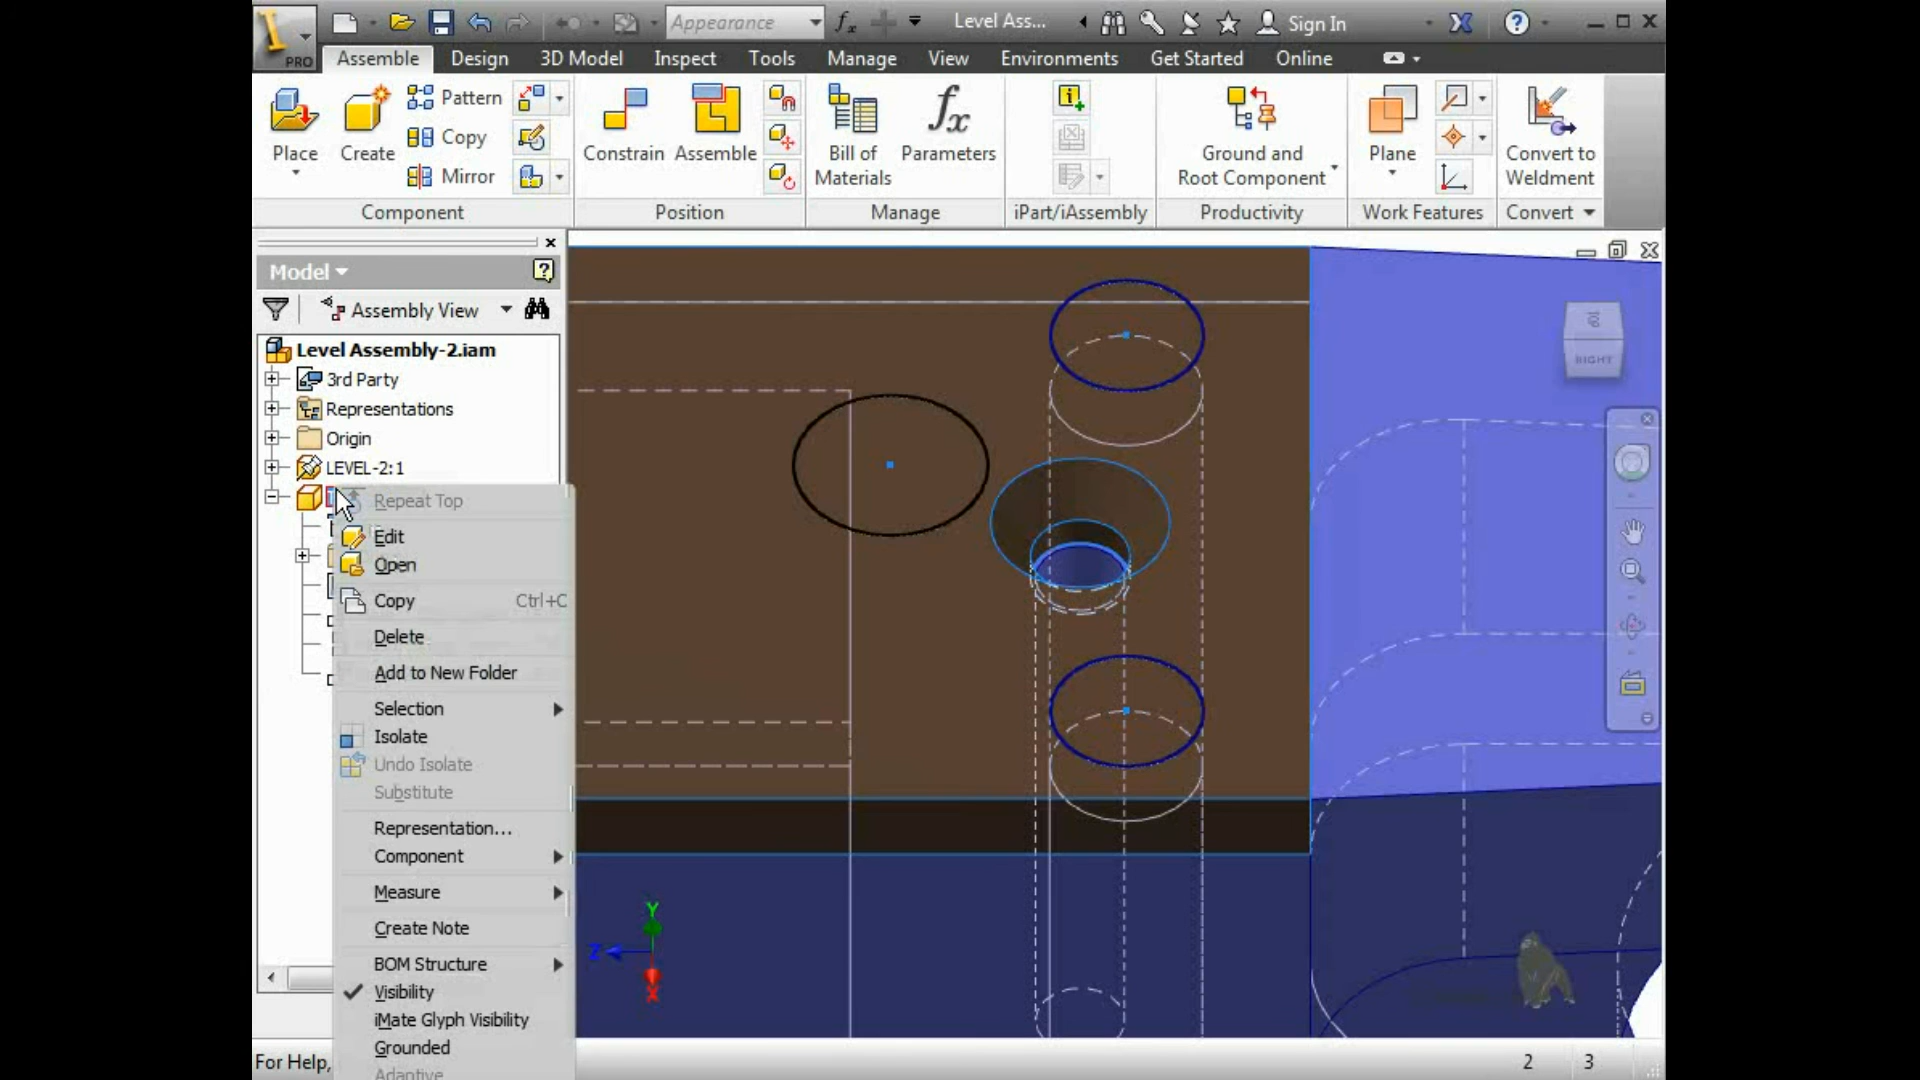 PRO
Appearance
fx
Level Ass...
Sign In
Assemble
Design
3D Model
Inspect
Tools
Manage
View
Environments
Get Started
Online
Place
Create
Pattern
Copy
Mirror
Constrain
Assemble
Bill of
Materials
fx
Parameters
Ground and
Root Component
Plane
Convert to
Weldment
Component
Position
Manage
iPart/iAssembly
Productivity
Work Features
Convert
Model
Assembly View
Level Assembly-2.iam
3rd Party
Representations
Origin
LEVEL-2:1
Repeat Top
Edit
Open
Copy Ctrl+C
Delete
Add to New Folder
Selection
Isolate
Undo Isolate
Substitute
Representation...
Component
Measure
Create Note
BOM Structure
Visibility
iMate Glyph Visibility
Grounded
Adaptive
RIGHT
Y
Z
X
For Help,
2 3